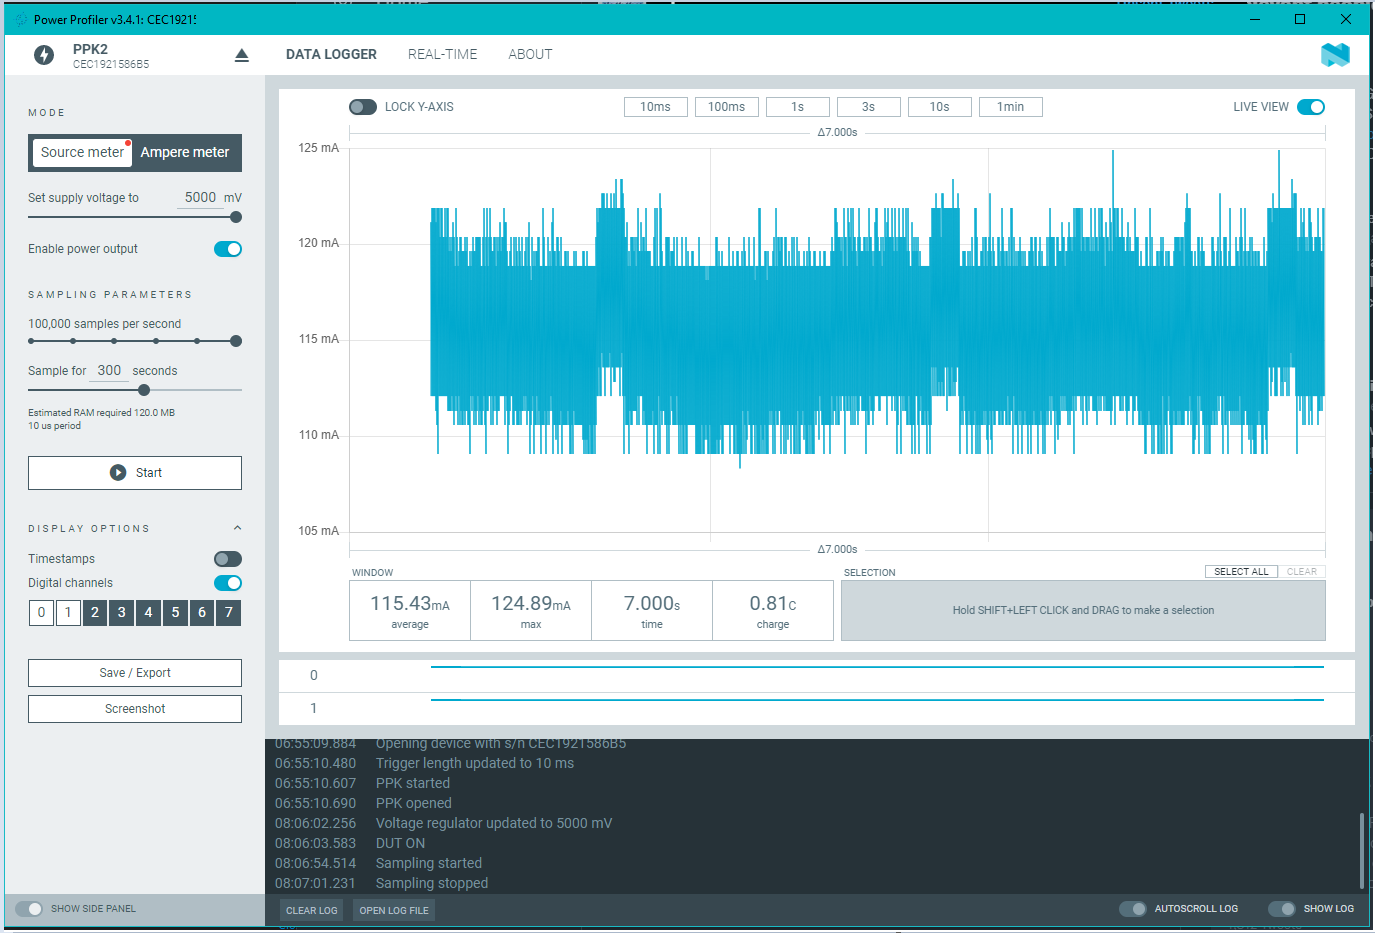 Power Profiler v3.4.1: CEC1921
PPK2
CEC1921586B5
DATA LOGGER
REAL-TIME
ABOUT
MODE
Source meter
Ampere meter
Set supply voltage to 5000 mV
Enable power output
SAMPLING PARAMETERS
100,000 samples per second
Sample for 300 seconds
Estimated RAM required 120.0 MB
10 us period
Start
DISPLAY OPTIONS
Timestamps
Digital channels
0 1 2 3 4 5 6 7
Save / Export
Screenshot
SHOW SIDE PANEL
LOCK Y-AXIS
10ms
100ms
1s
3s
10s
1min
LIVE VIEW
Δ7.000s
125 mA
120 mA
115 mA
110 mA
105 mA
Δ7.000s
WINDOW
115.43mA
average
124.89mA
max
7.000s
time
0.81C
charge
SELECTION
SELECT ALL
CLEAR
Hold SHIFT+LEFT CLICK and DRAG to make a selection
0
1
06:55:09.884 Opening device with s/n CEC1921586B5
06:55:10.480 Trigger length updated to 10 ms
06:55:10.607 PPK started
06:55:10.690 PPK opened
08:06:02.256 Voltage regulator updated to 5000 mV
08:06:03.583 DUT ON
08:06:54.514 Sampling started
08:07:01.231 Sampling stopped
CLEAR LOG
OPEN LOG FILE
AUTOSCROLL LOG
SHOW LOG